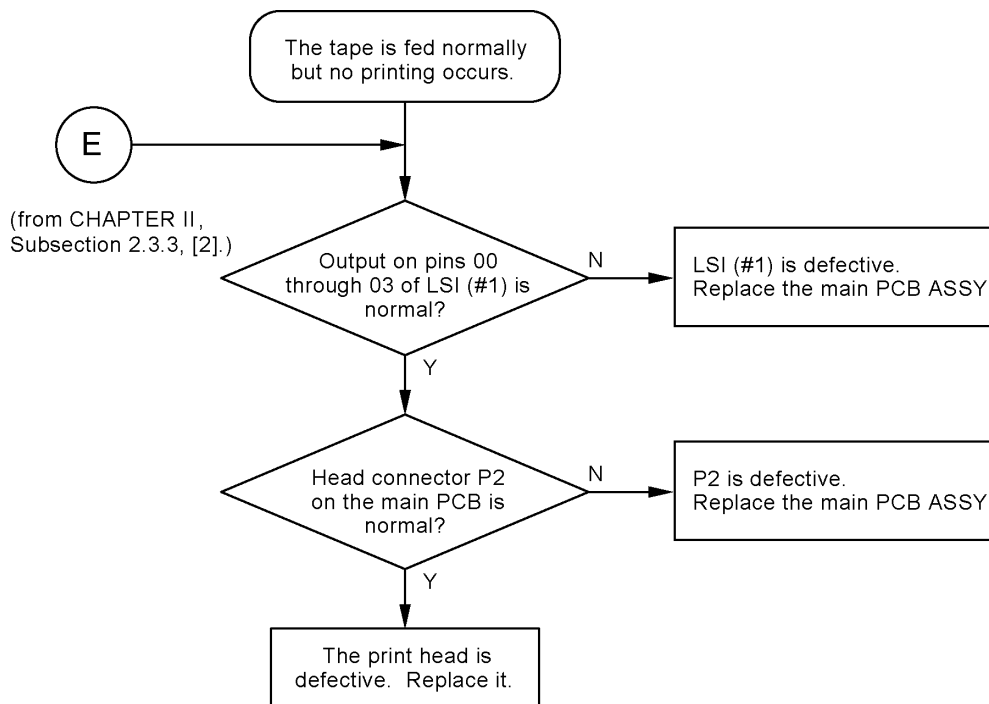 The tape is fed normally
but no printing occurs.
E
(from CHAPTER II,
Subsection 2.3.3, [2].)
Output on pins 00
through 03 of LSI (#1) is
normal?
N
LSI (#1) is defective.
Replace the main PCB ASSY
Y
Head connector P2
on the main PCB is
normal?
N
P2 is defective.
Replace the main PCB ASSY
Y
The print head is
defective. Replace it.